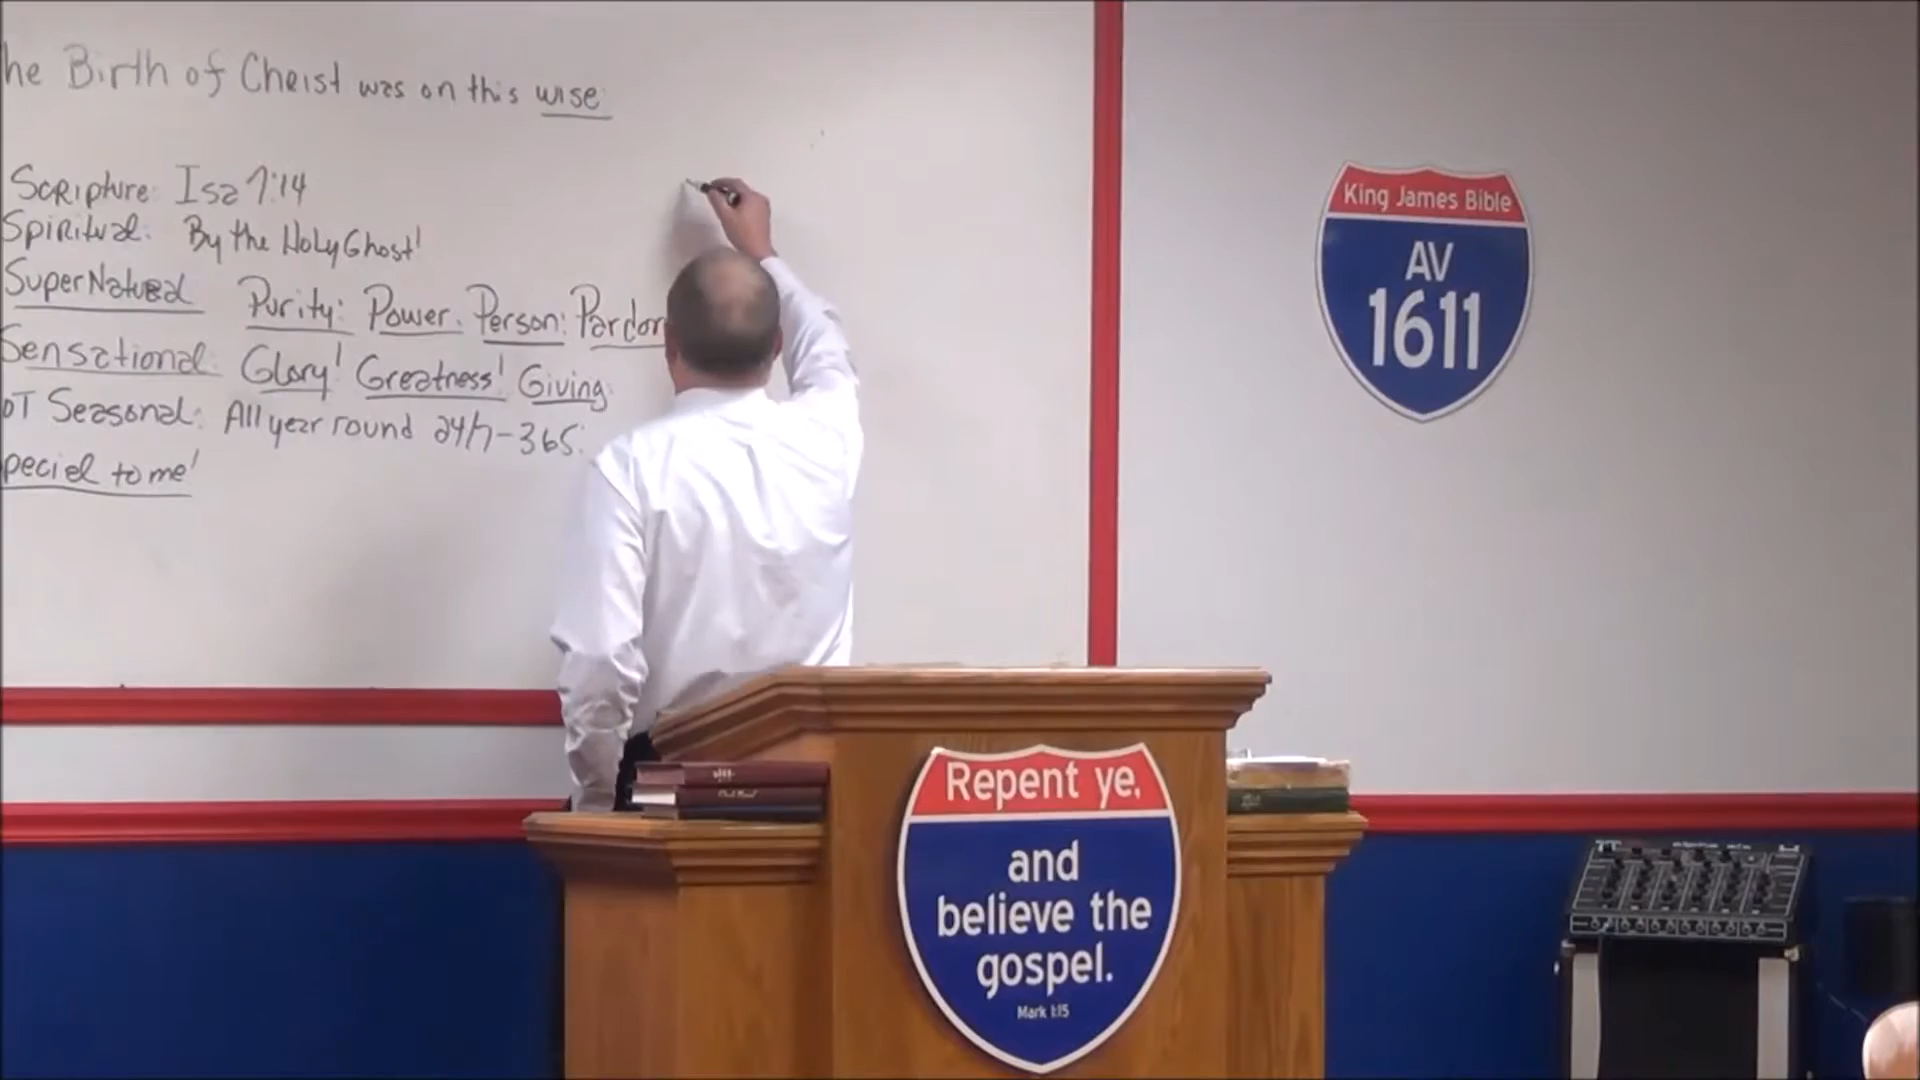 he Birth of Christ was on this wise
Scripture: Isa 7:14
Spiritual: By the Holy Ghost!
SuperNatural Purity: Power. Person: Pardon
Sensational: Glory! Greatness! Giving
OT Seasonal: All year round 24/7-365.
pecial to me!
King James Bible
AV
1611
Repent ye,
and
believe the
gospel.
Mark 1:15